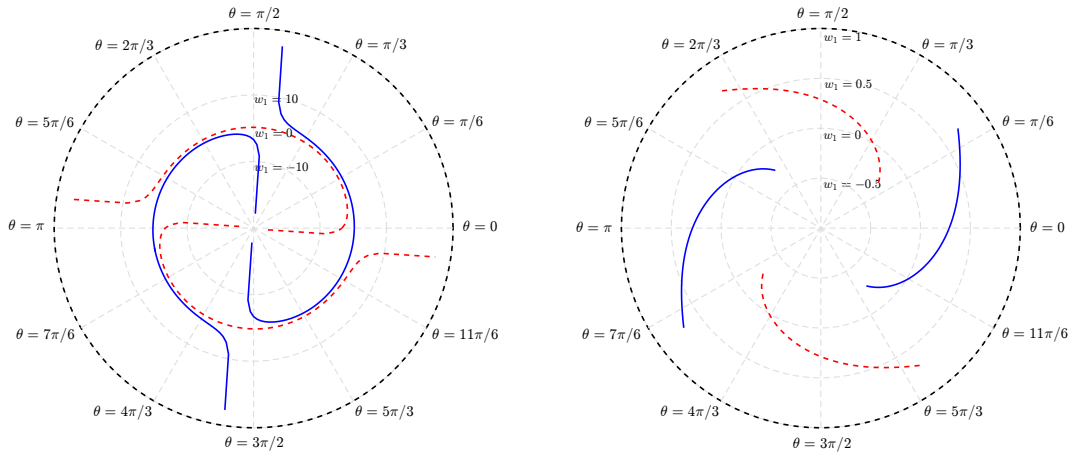 θ = π/2
θ = 2π/3
θ = π/3
w₁ = 10
θ = 5π/6
θ = π/6
w₁ = 0
w₁ = −10
θ = π
θ = 0
θ = 7π/6
θ = 11π/6
θ = 4π/3
θ = 5π/3
θ = 3π/2
θ = π/2
w₁ = 1
θ = 2π/3
θ = π/3
w₁ = 0.5
θ = 5π/6
θ = π/6
w₁ = 0
w₁ = −0.5
θ = π
θ = 0
θ = 7π/6
θ = 11π/6
θ = 4π/3
θ = 5π/3
θ = 3π/2